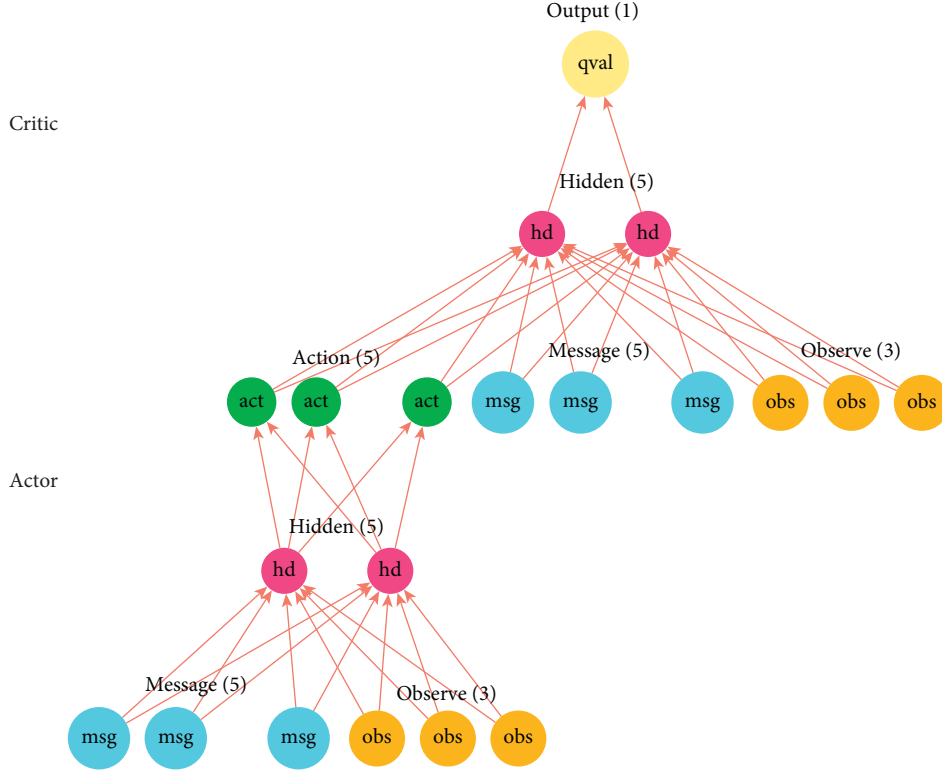 Output (1)
qval
Critic
Hidden (5)
hd hd
Action (5) Message (5) Observe (3)
act act act msg msg msg obs obs obs
Actor
Hidden (5)
hd hd
Message (5) Observe (3)
msg msg msg obs obs obs